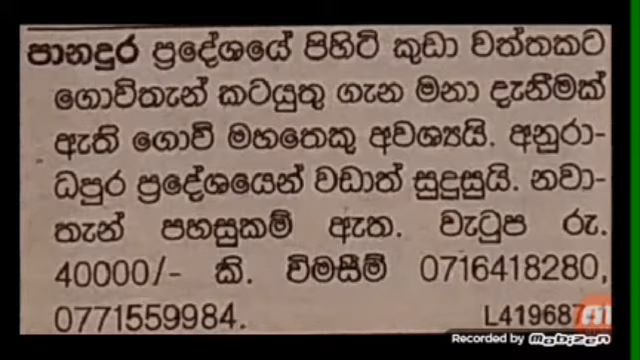 පානදුර ප්‍රදේශයේ පිහිටි කුඩා වත්තකට
ගොවිතැන් කටයුතු ගැන මනා දැනීමක්
ඇති ගොවි මහතෙකු අවශ්‍යයි. අනුරා-
ධපුර ප්‍රදේශයෙන් වඩාත් සුදුසුයි. නවා-
තැන් පහසුකම් ඇත. වැටුප රු.
40000/- කි. විමසීම් 0716418280,
0771559984.
Recorded by Mobizen